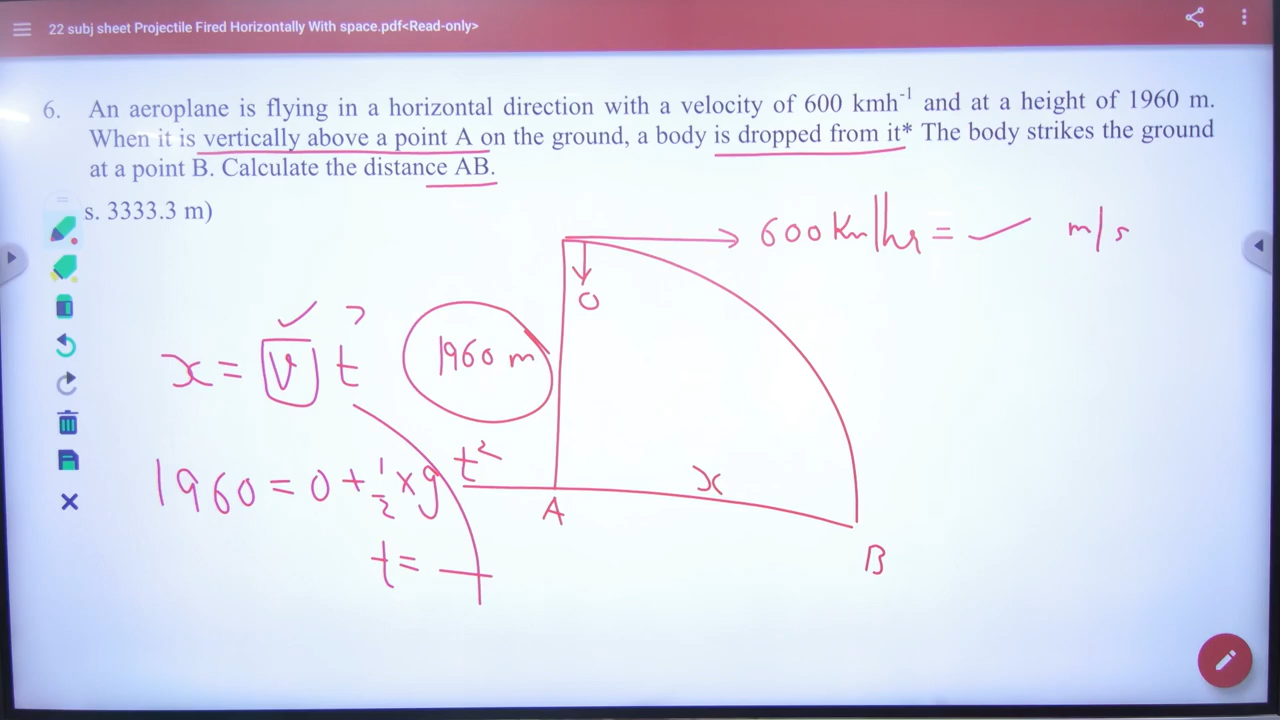 22 subj sheet Projectile Fired Horizontally With space.pdf<Read-only>
6. An aeroplane is flying in a horizontal direction with a velocity of 600 kmh⁻¹ and at a height of 1960 m.
When it is vertically above a point A on the ground, a body is dropped from it* The body strikes the ground
at a point B. Calculate the distance AB.
s. 3333.3 m)
600 Km/hr = ✓ m/s
O
✓ ?
x = v t
1960 m
1960 = 0 + 1/2 × g t²
x
A
t =
B